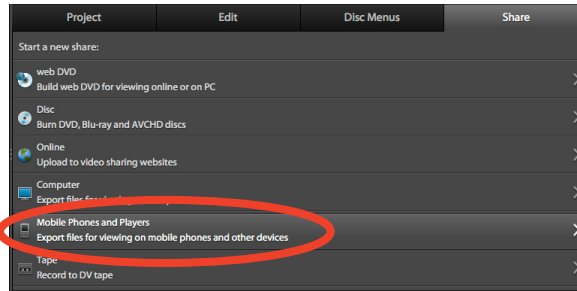 Project Edit Disc Menus Share
Start a new share:
web DVD
Build web DVD for viewing online or on PC
Disc
Burn DVD, Blu-ray and AVCHD discs
Online
Upload to video sharing websites
Computer
Export files for
Mobile Phones and Players
Export files for viewing on mobile phones and other devices
Tape
Record to DV tape